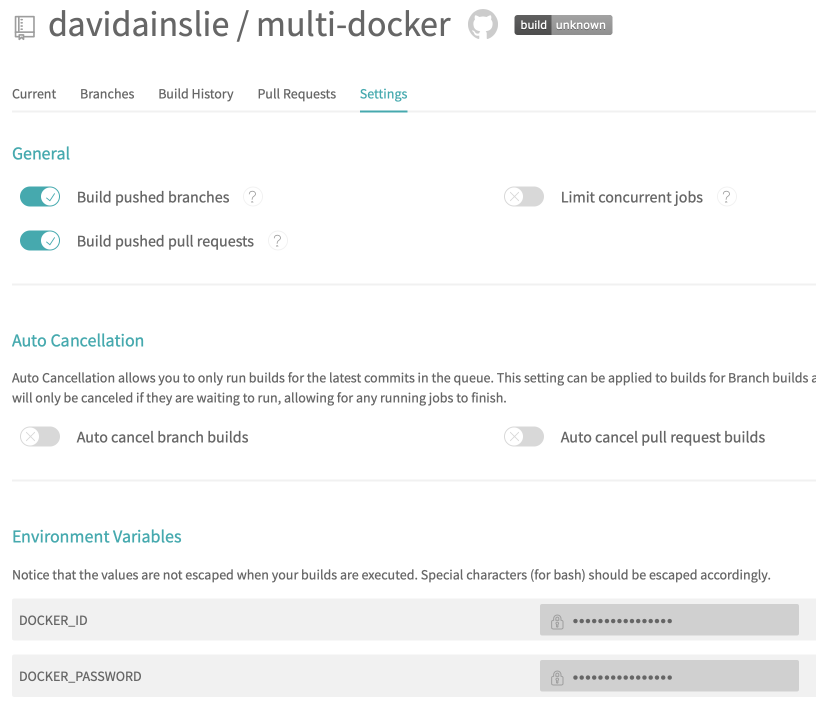 davidainslie / multi-docker build unknown
Current Branches Build History Pull Requests Settings
General
Build pushed branches ? Limit concurrent jobs ?
Build pushed pull requests ?
Auto Cancellation
Auto Cancellation allows you to only run builds for the latest commits in the queue. This setting can be applied to builds for Branch builds a
will only be canceled if they are waiting to run, allowing for any running jobs to finish.
Auto cancel branch builds Auto cancel pull request builds
Environment Variables
Notice that the values are not escaped when your builds are executed. Special characters (for bash) should be escaped accordingly.
DOCKER_ID ••••••••••••••••
DOCKER_PASSWORD ••••••••••••••••